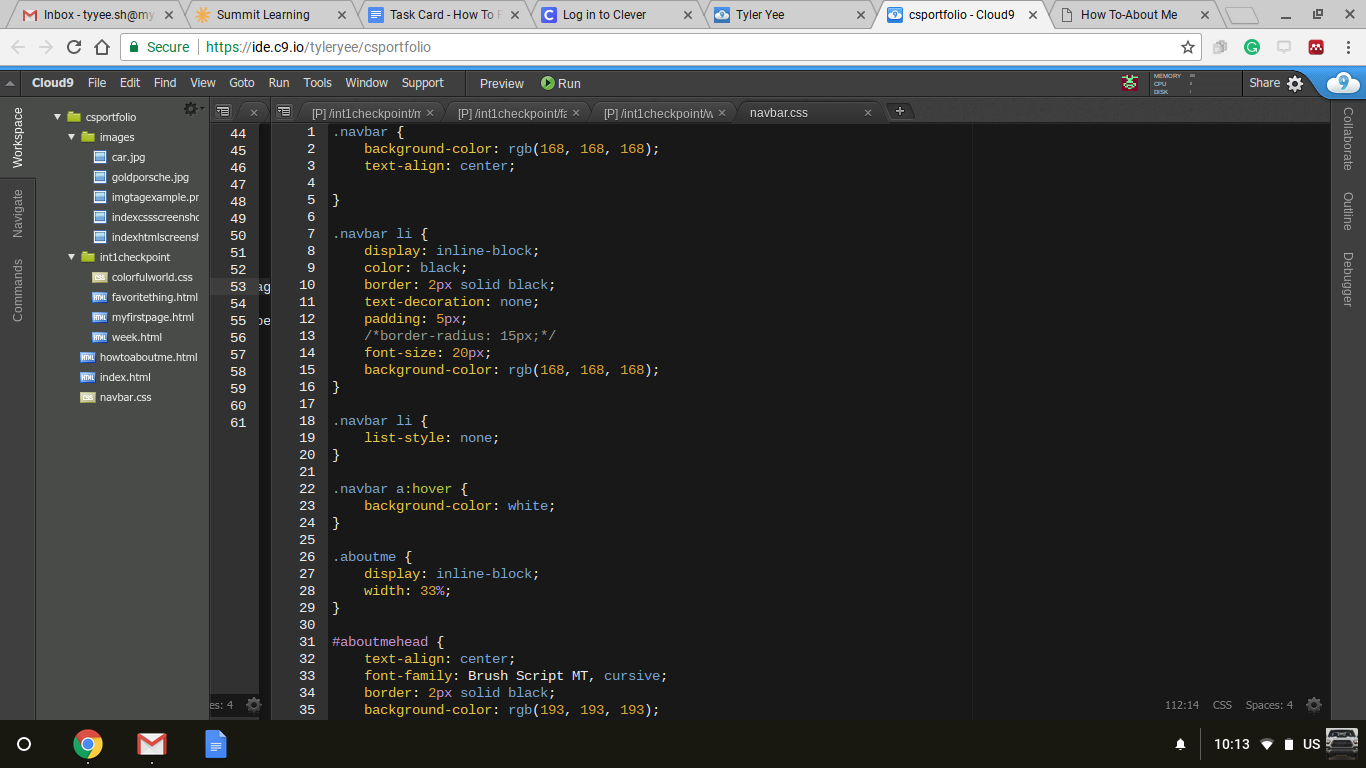 Inbox - tyyee.sh@my
Summit Learning
Task Card - How To F
Log in to Clever
Tyler Yee
csportfolio - Cloud9
How To-About Me
Secure https://ide.c9.io/tyleryee/csportfolio
Cloud9 File Edit Find View Goto Run Tools Window Support Preview Run MEMORY CPU DISK Share
Workspace
Navigate
Commands
csportfolio
images
car.jpg
goldporsche.jpg
imgtagexample.pr
indexcssscreensho
indexhtmlscreensh
int1checkpoint
colorfulworld.css
favoritething.html
myfirstpage.html
week.html
howtoaboutme.html
index.html
navbar.css
44
45
46
47
48
49
50
51
52
53 ag
54
55 be
56
57
58
59
60
61
es: 4
[P] /int1checkpoint/m
[P] /int1checkpoint/fa
[P] /int1checkpoint/w
navbar.css
1 .navbar {
2 background-color: rgb(168, 168, 168);
3 text-align: center;
4
5 }
6
7 .navbar li {
8 display: inline-block;
9 color: black;
10 border: 2px solid black;
11 text-decoration: none;
12 padding: 5px;
13 /*border-radius: 15px;*/
14 font-size: 20px;
15 background-color: rgb(168, 168, 168);
16 }
17
18 .navbar li {
19 list-style: none;
20 }
21
22 .navbar a:hover {
23 background-color: white;
24 }
25
26 .aboutme {
27 display: inline-block;
28 width: 33%;
29 }
30
31 #aboutmehead {
32 text-align: center;
33 font-family: Brush Script MT, cursive;
34 border: 2px solid black;
35 background-color: rgb(193, 193, 193);
112:14 CSS Spaces: 4
Collaborate
Outline
Debugger
10:13 US